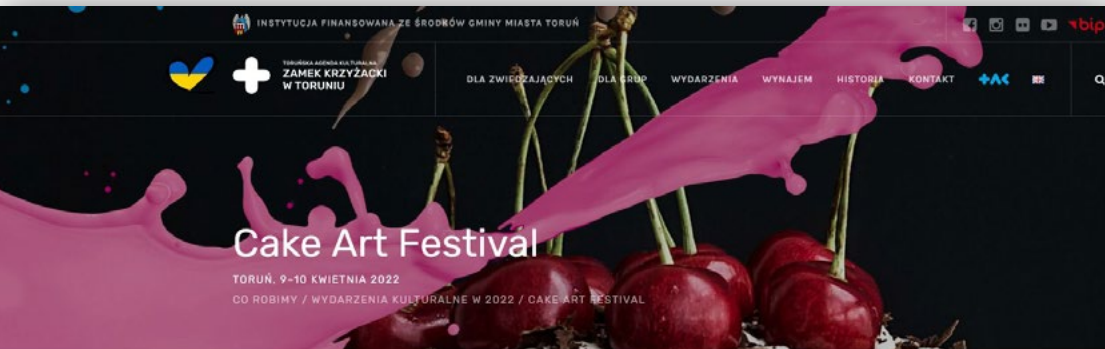 INSTYTUCJA FINANSOWANA ZE ŚRODKÓW GMINY MIASTA TORUŃ
bip
TORUŃSKA AGENDA KULTURALNA
ZAMEK KRZYŻACKI
W TORUNIU
DLA ZWIEDZAJĄCYCH DLA GRUP WYDARZENIA WYNAJEM HISTORIA KONTAKT
Cake Art Festival
TORUŃ, 9-10 KWIETNIA 2022
CO ROBIMY / WYDARZENIA KULTURALNE W 2022 / CAKE ART FESTIVAL